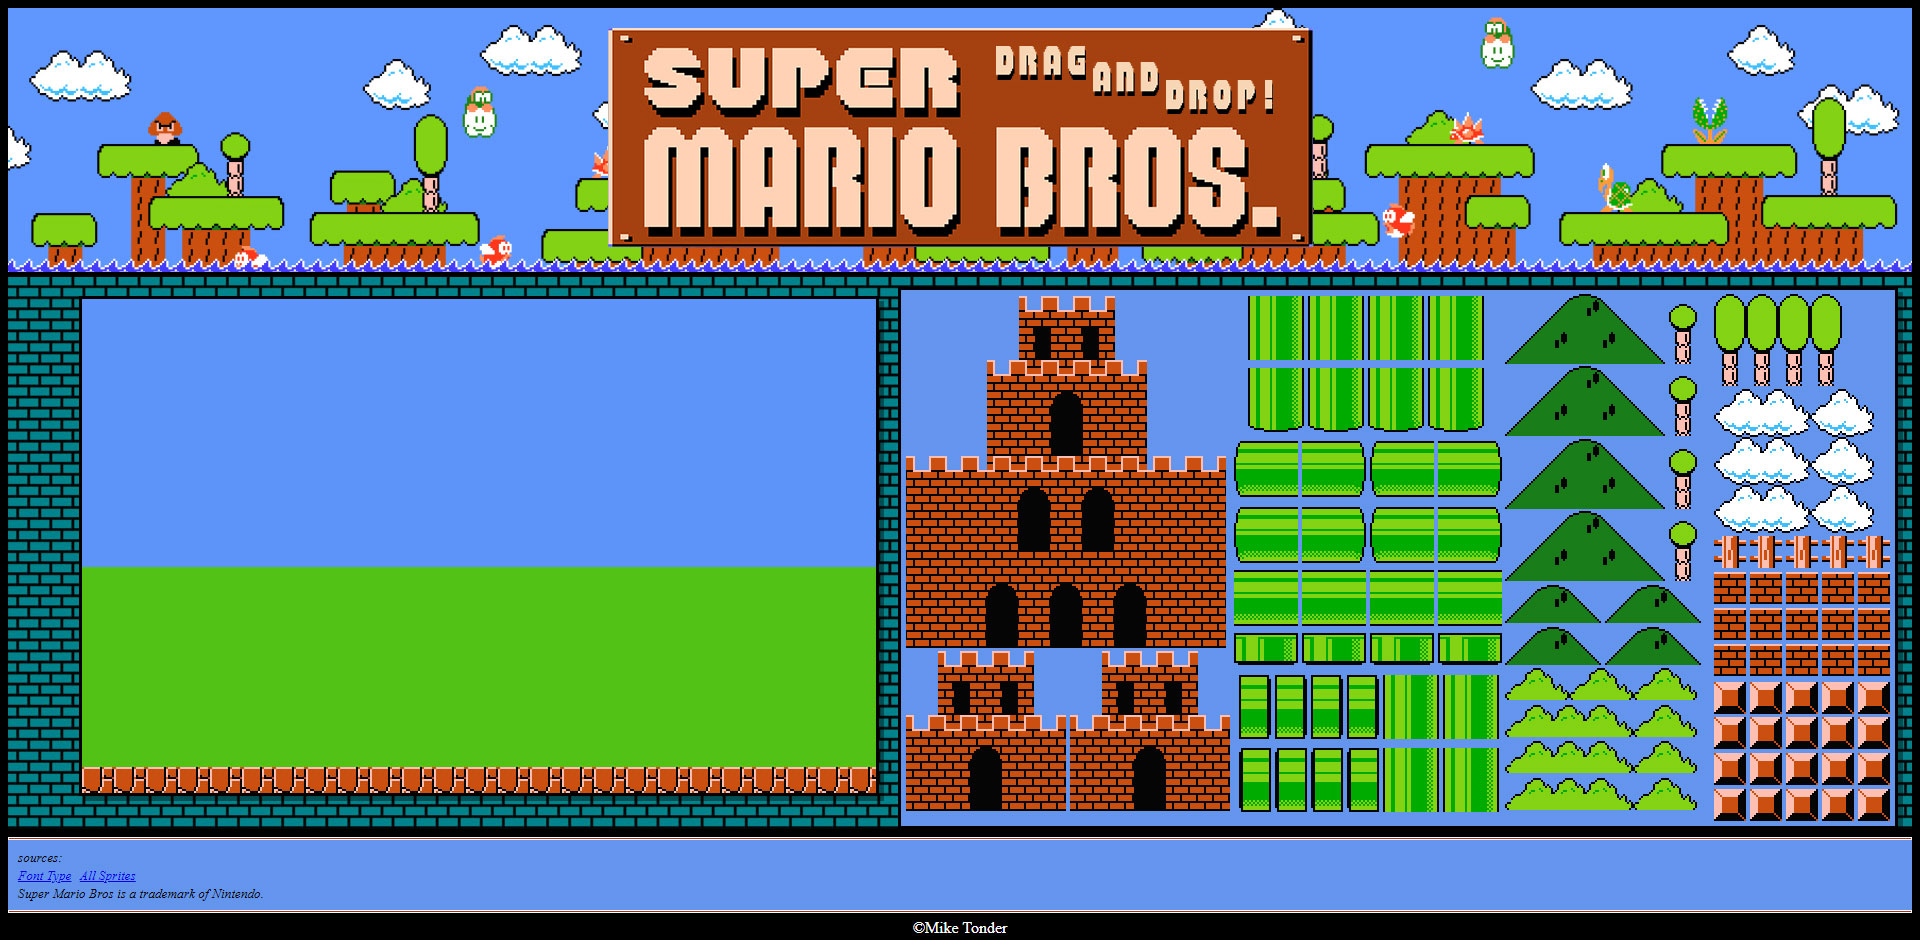 SUPER DRAG AND DROP!
MARIO BROS.
sources:
Font Type All Sprites
Super Mario Bros is a trademark of Nintendo.
©Mike Tonder